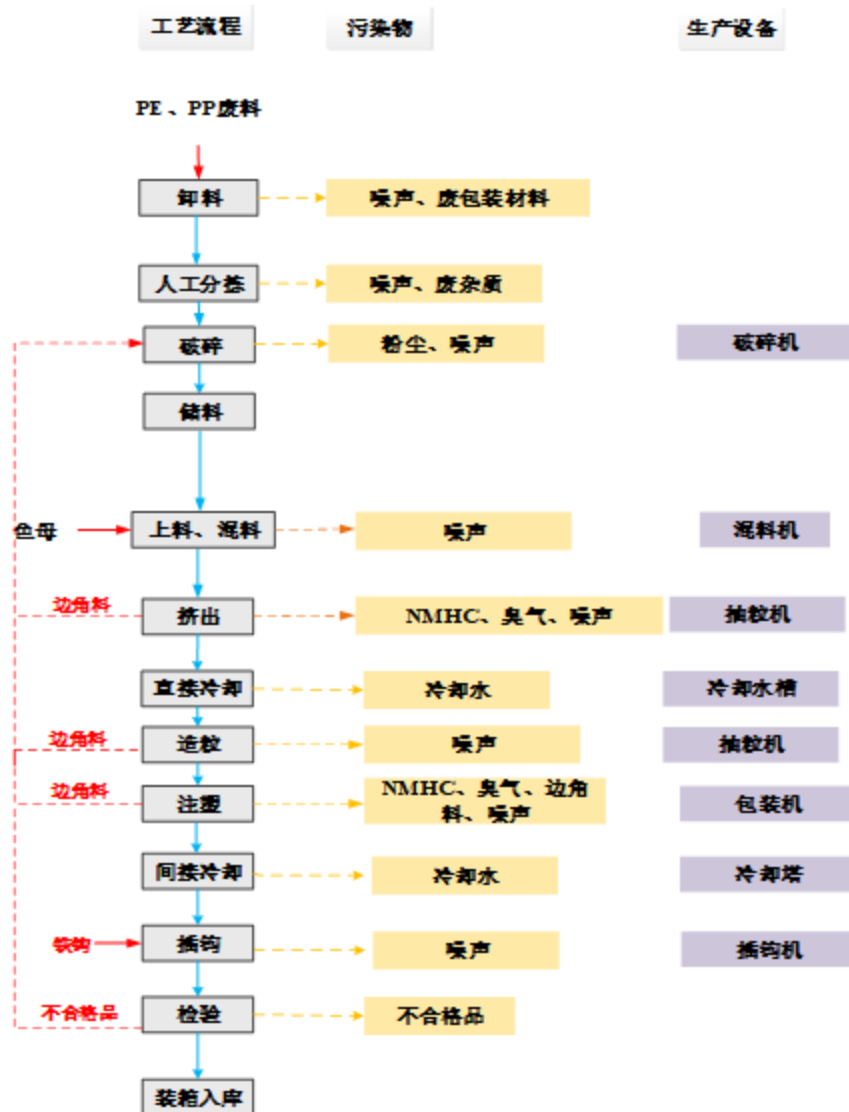 工艺流程 污染物 生产设备
PE、PP废料
卸料 噪声、废包装材料
人工分拣 噪声、废杂质
破碎 粉尘、噪声 破碎机
储料
鱼母 上料、混料 噪声 混料机
边角料 挤出 NMHC、臭气、噪声 抽粒机
直接冷却 冷却水 冷却水槽
边角料 造粒 噪声 抽粒机
边角料 注塑 NMHC、臭气、边角
料、噪声 包装机
间接冷却 冷却水 冷却塔
铁钩 插钩 噪声 插钩机
不合格品 检验 不合格品
装箱入库